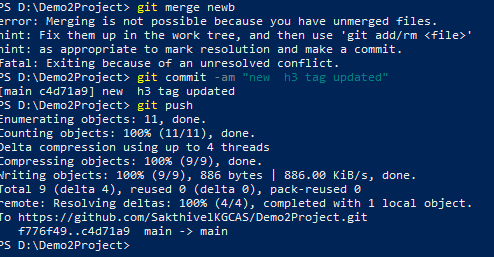 PS D:\Demo2Project> git merge newb
error: Merging is not possible because you have unmerged files.
hint: Fix them up in the work tree, and then use 'git add/rm <file>'
hint: as appropriate to mark resolution and make a commit.
fatal: Exiting because of an unresolved conflict.
PS D:\Demo2Project> git commit -am "new  h3 tag updated"
[main c4d71a9] new  h3 tag updated
PS D:\Demo2Project> git push
Enumerating objects: 11, done.
Counting objects: 100% (11/11), done.
Delta compression using up to 4 threads
Compressing objects: 100% (9/9), done.
Writing objects: 100% (9/9), 886 bytes | 886.00 KiB/s, done.
Total 9 (delta 4), reused 0 (delta 0), pack-reused 0
remote: Resolving deltas: 100% (4/4), completed with 1 local object.
To https://github.com/SakthivelKGCAS/Demo2Project.git
   f776f49..c4d71a9  main -> main
PS D:\Demo2Project>